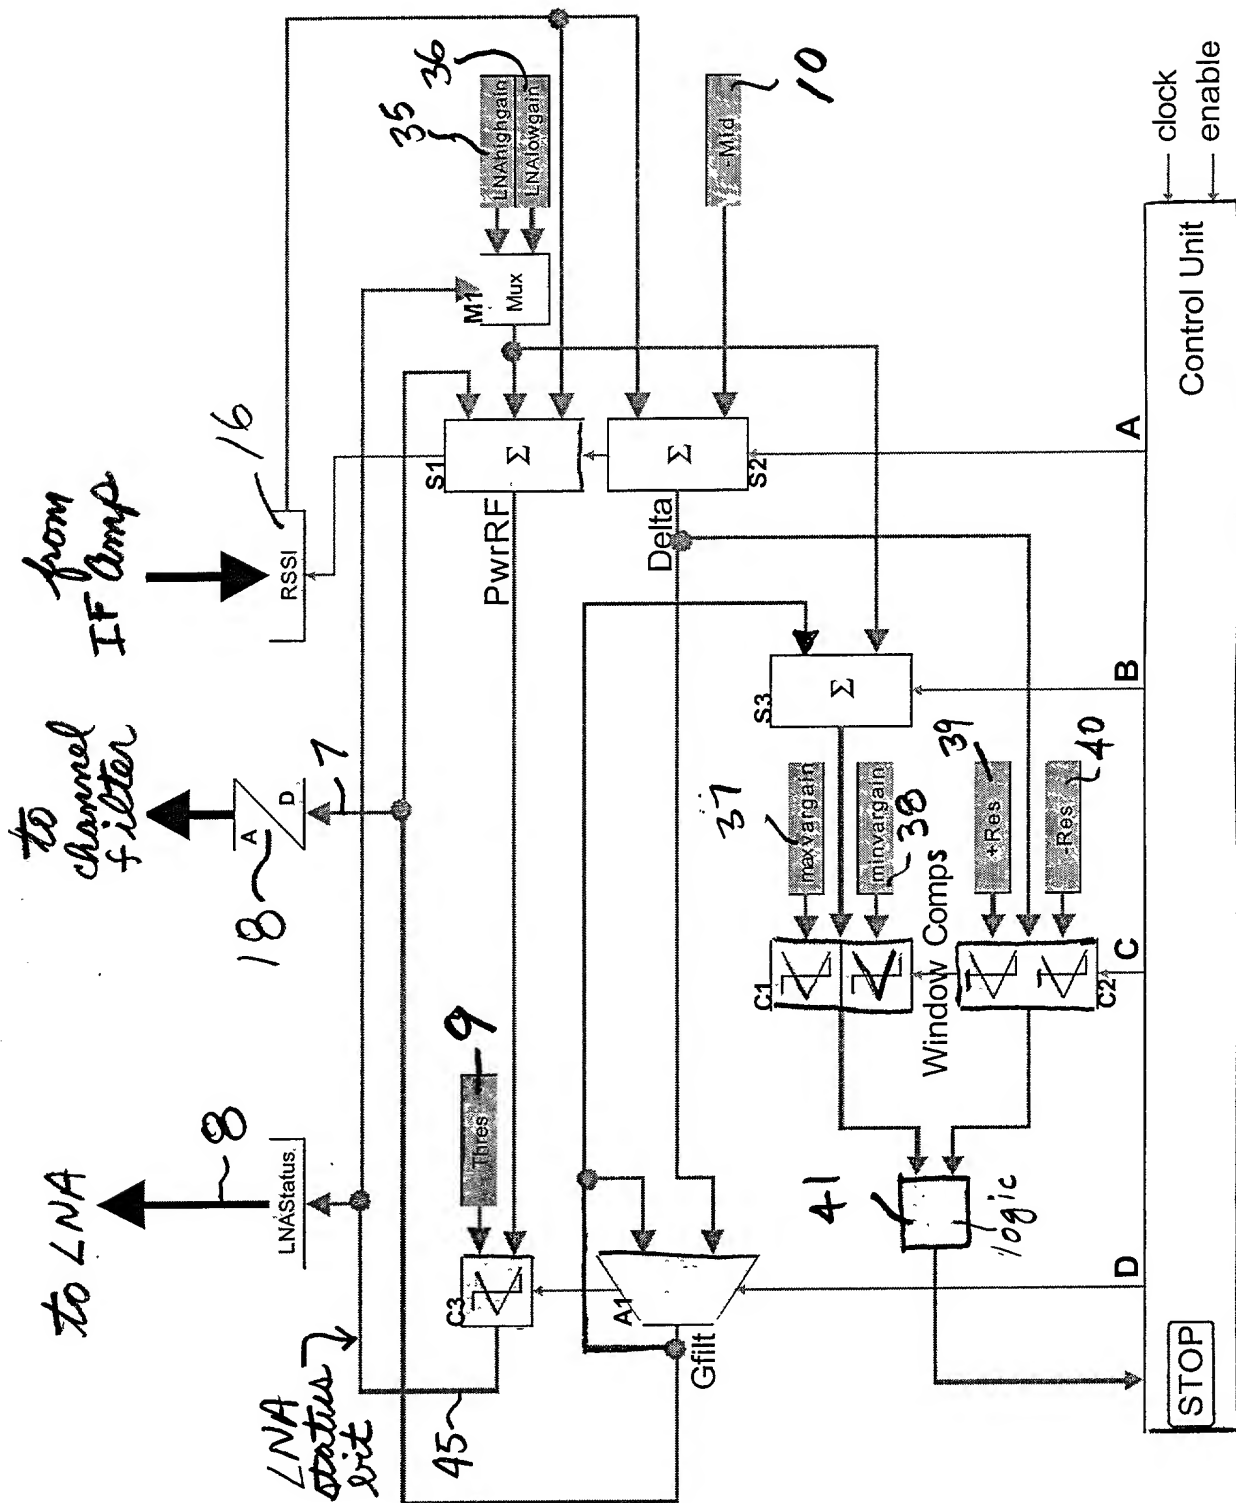 to LNA
8
LNAStatus.
LNA
status
bit
45
to
channel
filter
18
A
D
7
from
IF Amp
16
RSSI
C3
Thres
9
PwrRF
S1
Σ
M1
Mux
35
LNAhighgain
LNAlowgain
36
A1
Gfilt
Delta
S2
Σ
-Mid
10
S3
Σ
37
maxvargain
minvargain
38
C1
Window Comps
39
+Res
-Res
40
C2
41
logic
D
C
B
A
STOP
Control Unit
clock
enable